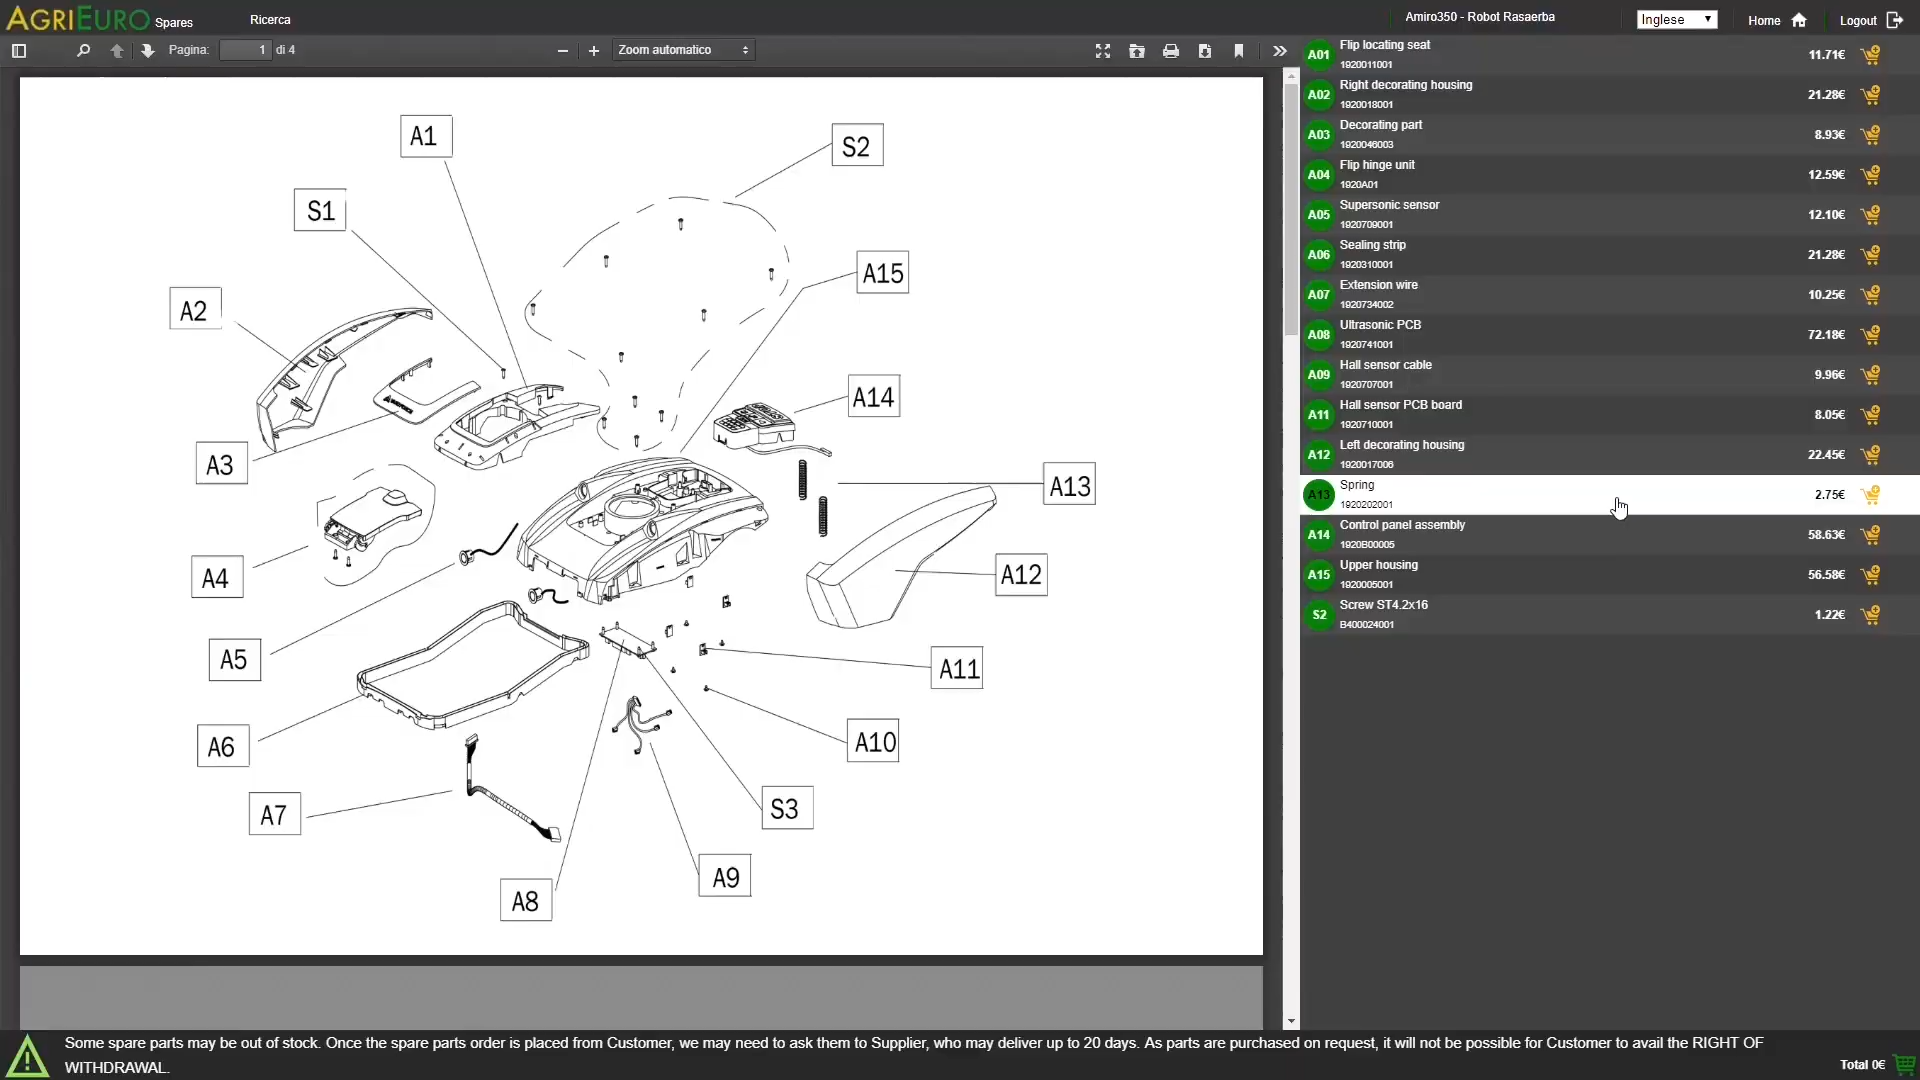 AGRIEURO Spares
Ricerca
Amiro350 - Robot Rasaerba
Inglese
Home
Logout
Pagina: 1 di 4
Zoom automatico
A1
S2
S1
A15
A2
A14
A3
A13
A4
A12
A5
A11
A6
A10
A7
S3
A9
A8
A01 Flip locating seat 11.71€
1920011001
A02 Right decorating housing 21.28€
1920018001
A03 Decorating part 8.93€
1920046003
A04 Flip hinge unit 12.59€
1920A01
A05 Supersonic sensor 12.10€
1920709001
A06 Sealing strip 21.28€
1920310001
A07 Extension wire 10.25€
1920734002
A08 Ultrasonic PCB 72.18€
1920741001
A09 Hall sensor cable 9.96€
1920707001
A11 Hall sensor PCB board 8.05€
1920710001
A12 Left decorating housing 22.45€
1920017006
A13 Spring 2.75€
1920202001
A14 Control panel assembly 58.63€
1920B00005
A15 Upper housing 56.58€
1920005001
S2 Screw ST4.2x16 1.22€
B400024001
Some spare parts may be out of stock. Once the spare parts order is placed from Customer, we may need to ask them to Supplier, who may deliver up to 20 days. As parts are purchased on request, it will not be possible for Customer to avail the RIGHT OF
WITHDRAWAL.
Total 0€